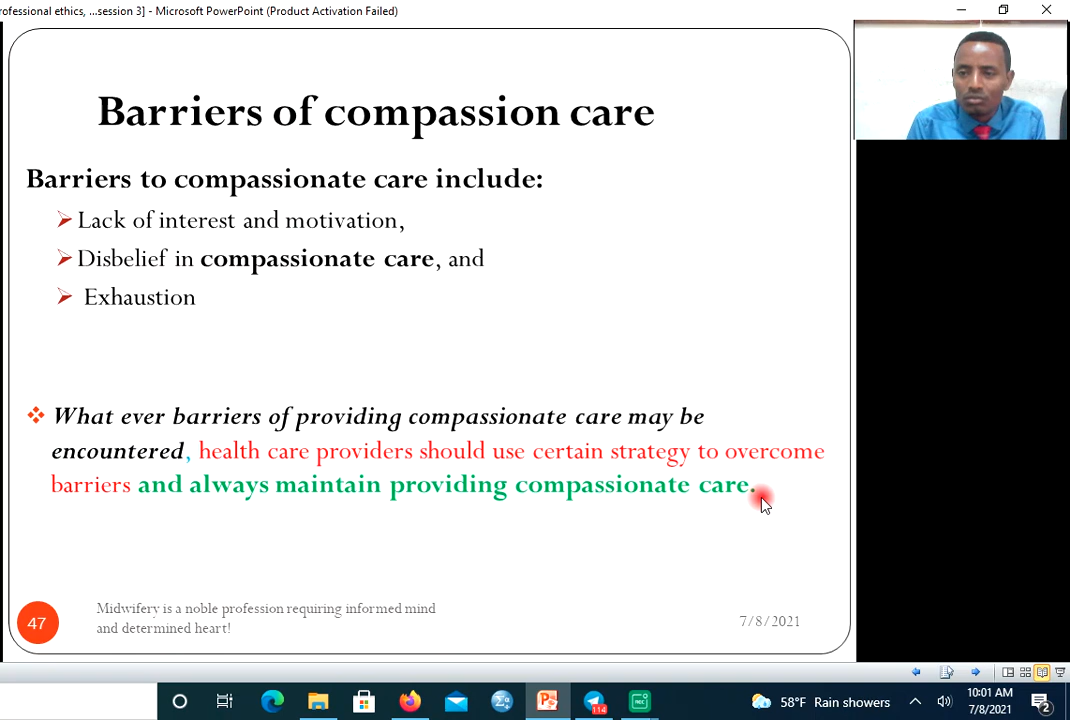 ofessional ethics, ...session 3] - Microsoft PowerPoint (Product Activation Failed)
Barriers of compassion care
Barriers to compassionate care include:
Lack of interest and motivation,
Disbelief in compassionate care, and
Exhaustion
What ever barriers of providing compassionate care may be
encountered, health care providers should use certain strategy to overcome
barriers and always maintain providing compassionate care.
47
Midwifery is a noble profession requiring informed mind
and determined heart!
7/8/2021
114
REC
58°F Rain showers
10:01 AM
7/8/2021
2